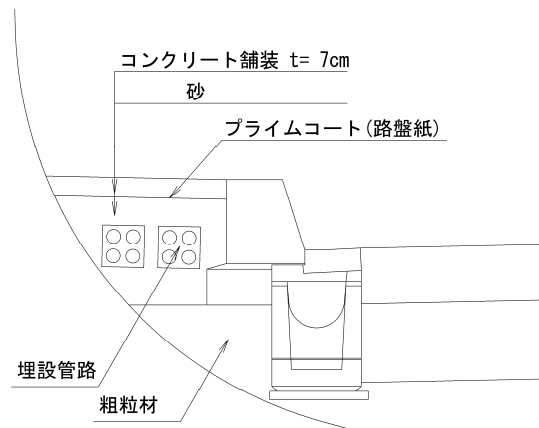 コンクリート舗装 t= 7cm
砂
プライムコート(路盤紙)
埋設管路
粗粒材